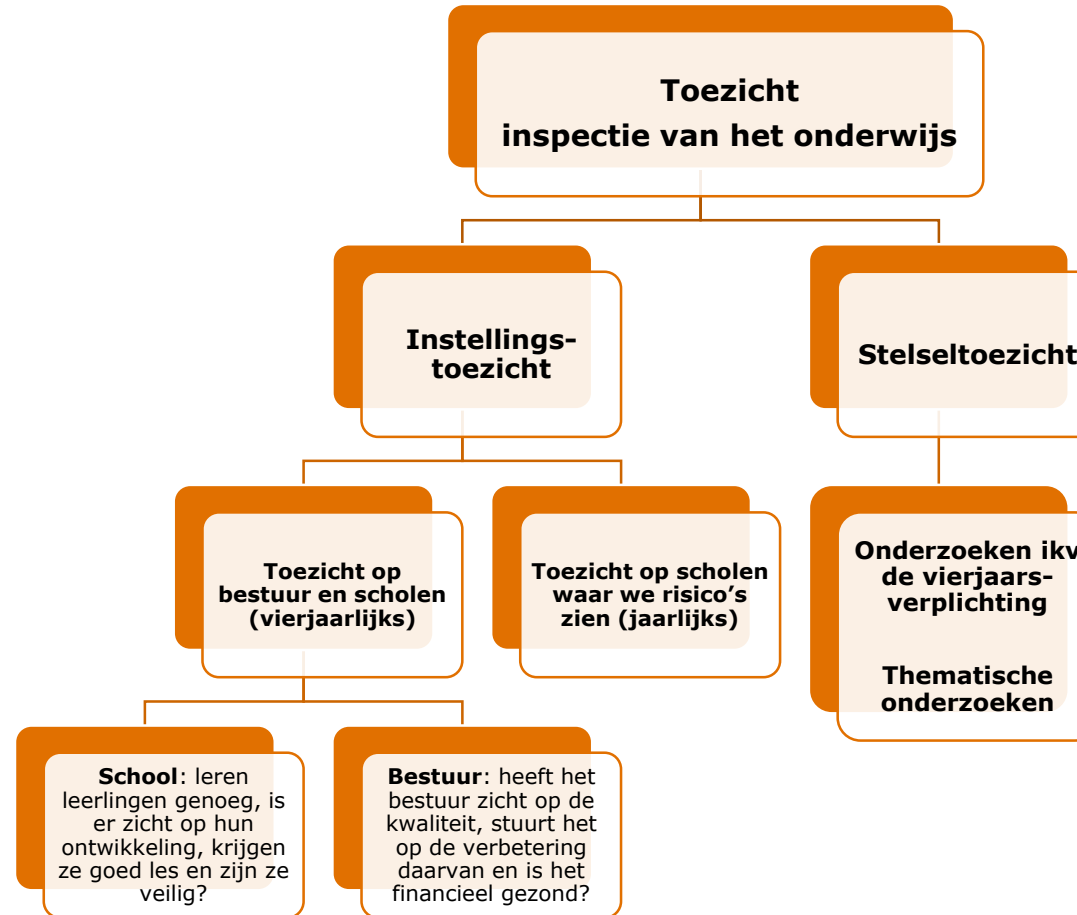 Toezicht
inspectie van het onderwijs
Instellings-
toezicht
Stelseltoezicht
Toezicht op
bestuur en scholen
(vierjaarlijks)
Toezicht op scholen
waar we risico's
zien (jaarlijks)
Onderzoeken ikv
de vierjaars-
verplichting
Thematische
onderzoeken
School: leren
leerlingen genoeg, is
er zicht op hun
ontwikkeling, krijgen
ze goed les en zijn ze
veilig?
Bestuur: heeft het
bestuur zicht op de
kwaliteit, stuurt het
op de verbetering
daarvan en is het
financieel gezond?